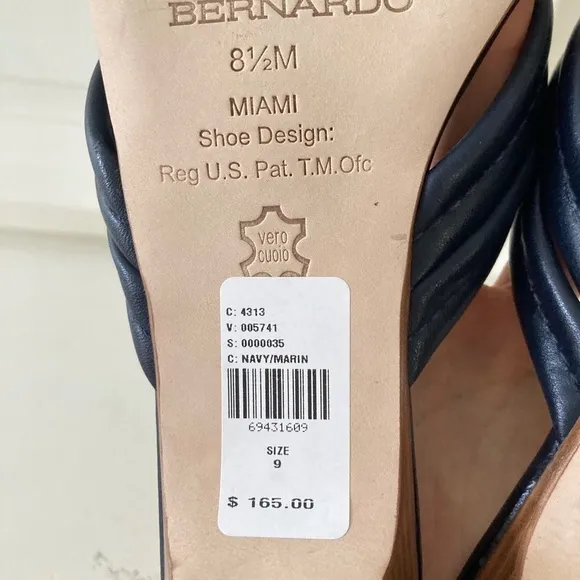 BERNARDO
8½M
MIAMI
Shoe Design:
Reg U.S. Pat. T.M.Ofc
vero
cuoio
C: 4313
V: 005741
S: 0000035
C: NAVY/MARIN
69431609
SIZE
9
$ 165.00